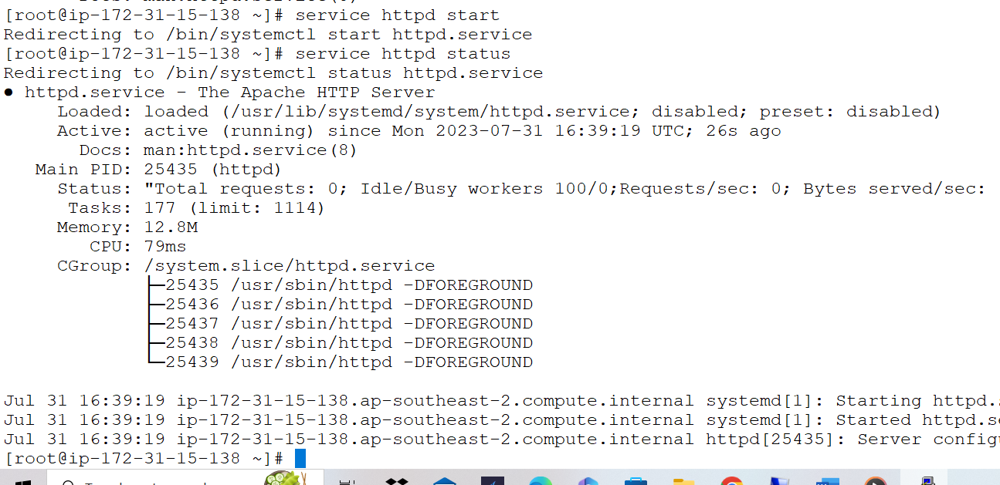 [root@ip-172-31-15-138 ~]# service httpd start
Redirecting to /bin/systemctl start httpd.service
[root@ip-172-31-15-138 ~]# service httpd status
Redirecting to /bin/systemctl status httpd.service
● httpd.service - The Apache HTTP Server
Loaded: loaded (/usr/lib/systemd/system/httpd.service; disabled; preset: disabled)
Active: active (running) since Mon 2023-07-31 16:39:19 UTC; 26s ago
Docs: man:httpd.service(8)
Main PID: 25435 (httpd)
Status: "Total requests: 0; Idle/Busy workers 100/0;Requests/sec: 0; Bytes served/sec:
Tasks: 177 (limit: 1114)
Memory: 12.8M
CPU: 79ms
CGroup: /system.slice/httpd.service
├─25435 /usr/sbin/httpd -DFOREGROUND
├─25436 /usr/sbin/httpd -DFOREGROUND
├─25437 /usr/sbin/httpd -DFOREGROUND
├─25438 /usr/sbin/httpd -DFOREGROUND
└─25439 /usr/sbin/httpd -DFOREGROUND
Jul 31 16:39:19 ip-172-31-15-138.ap-southeast-2.compute.internal systemd[1]: Starting httpd.
Jul 31 16:39:19 ip-172-31-15-138.ap-southeast-2.compute.internal systemd[1]: Started httpd.s
Jul 31 16:39:19 ip-172-31-15-138.ap-southeast-2.compute.internal httpd[25435]: Server config
[root@ip-172-31-15-138 ~]#